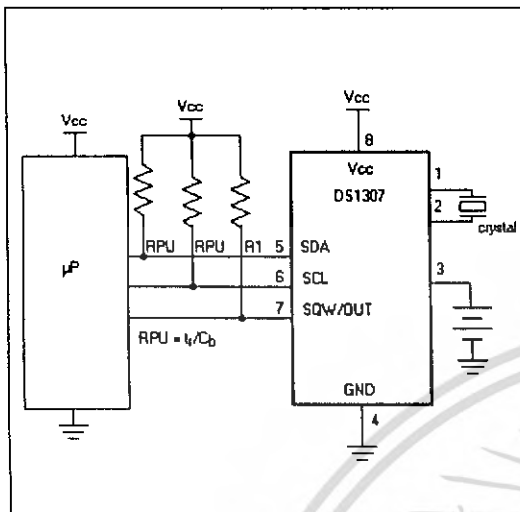 Vcc
Vcc
Vcc
8
Vcc
DS1307
1
2
crystal
RPU RPU R1 5 SDA
6 SCL
3
7 SQW/OUT
µP
RPU = tᵣ/C_b
GND
4